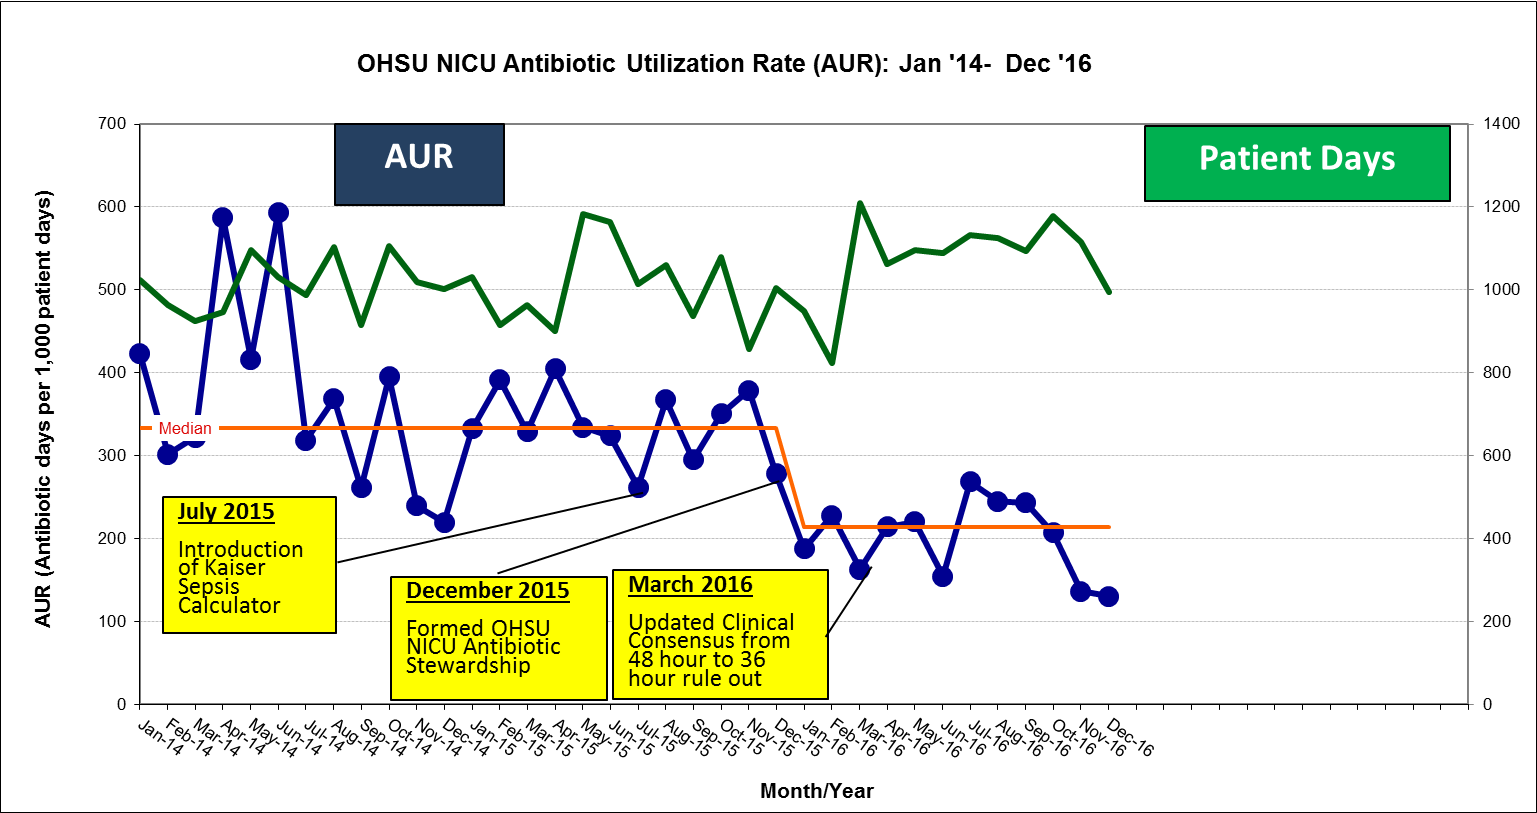 OHSU NICU Antibiotic Utilization Rate (AUR): Jan '14- Dec '16
AUR (Antibiotic days per 1,000 patient days)
700
600
500
400
300
200
100
0
1400
1200
1000
800
600
400
200
0
AUR
Patient Days
Median
July 2015
Introduction
of Kaiser
Sepsis
Calculator
December 2015
Formed OHSU
NICU Antibiotic
Stewardship
March 2016
Updated Clinical
Consensus from
48 hour to 36
hour rule out
Jan-14
Feb-14
Mar-14
Apr-14
May-14
Jun-14
Jul-14
Aug-14
Sep-14
Oct-14
Nov-14
Dec-14
Jan-15
Feb-15
Mar-15
Apr-15
May-15
Jun-15
Jul-15
Aug-15
Sep-15
Oct-15
Nov-15
Dec-15
Jan-16
Feb-16
Mar-16
Apr-16
May-16
Jun-16
Jul-16
Aug-16
Sep-16
Oct-16
Nov-16
Dec-16
Month/Year